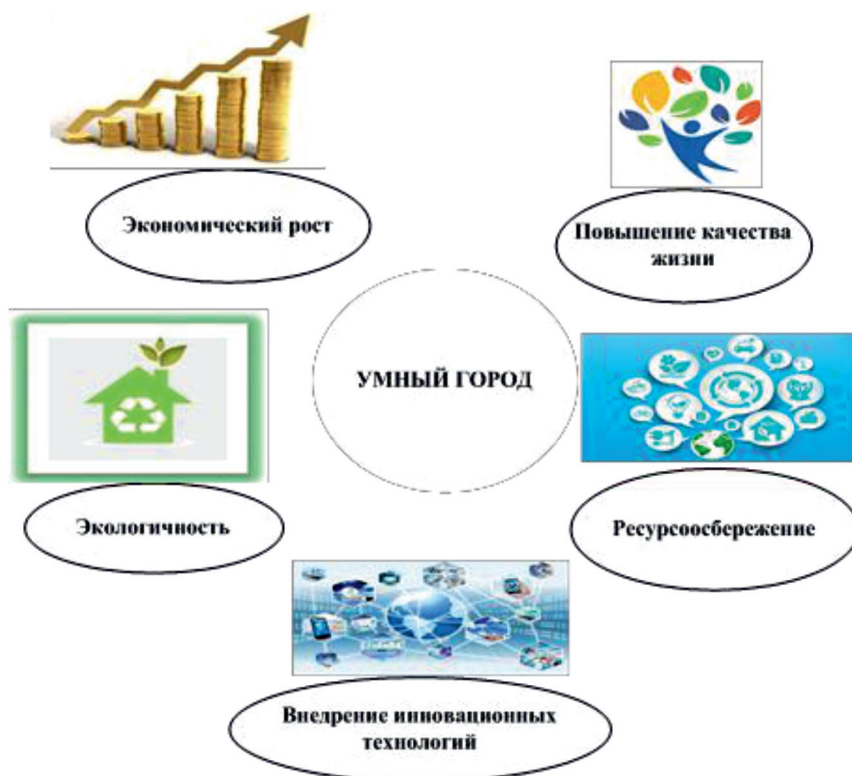 Экономический рост
Повышение качества
жизни
УМНЫЙ ГОРОД
Экологичность
Ресурсоосбережение
Внедрение инновационных
технологий